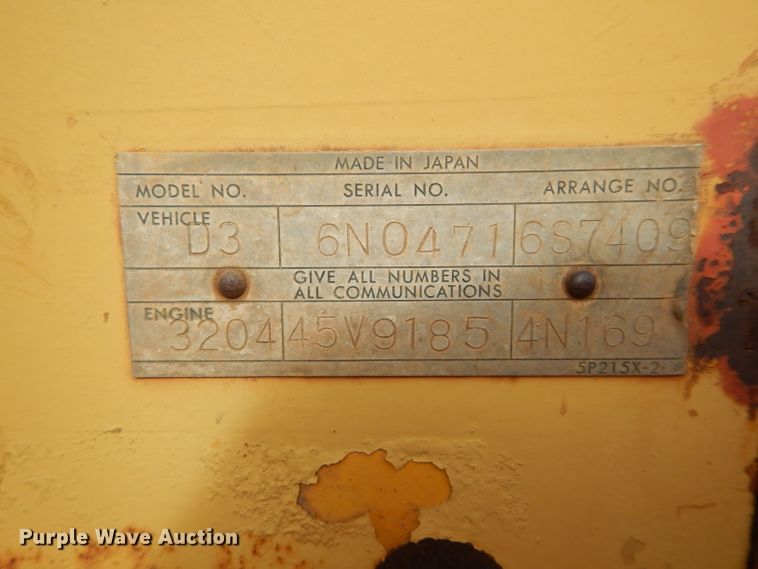 MADE IN JAPAN
MODEL NO. SERIAL NO. ARRANGE NO.
VEHICLE D3 6N0471 6S7409
GIVE ALL NUMBERS IN
ALL COMMUNICATIONS
ENGINE 3204 45V9185 4N169
5P215X-2-
Purple Wave Auction